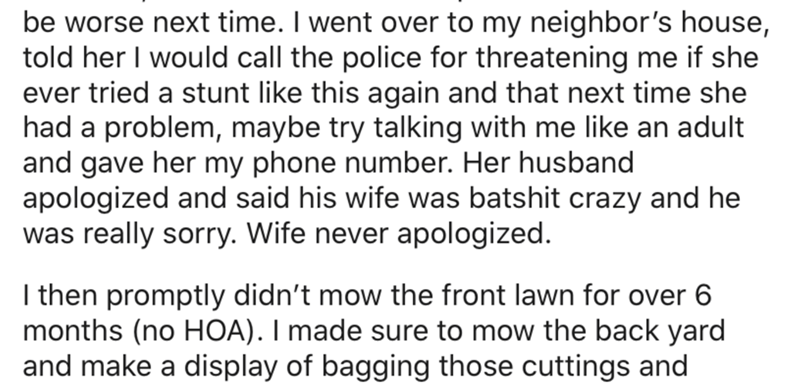 be worse next time. I went over to my neighbor's house,
told her I would call the police for threatening me if she
ever tried a stunt like this again and that next time she
had a problem, maybe try talking with me like an adult
and gave her my phone number. Her husband
apologized and said his wife was batshit crazy and he
was really sorry. Wife never apologized.
I then promptly didn't mow the front lawn for over 6
months (no HOA). I made sure to mow the back yard
and make a display of bagging those cuttings and